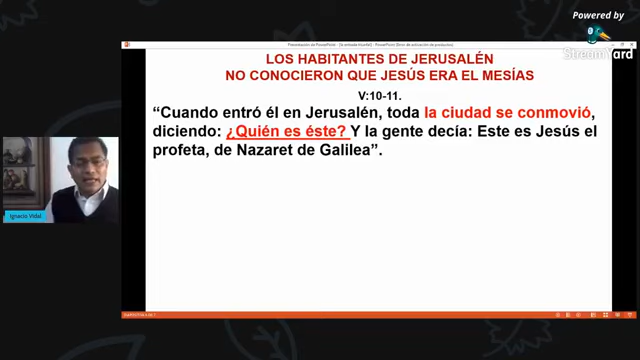 Powered by
StreamYard
LOS HABITANTES DE JERUSALÉN
NO CONOCIERON QUE JESÚS ERA EL MESÍAS
V:10-11.
“Cuando entró él en Jerusalén, toda la ciudad se conmovió,
diciendo: ¿Quién es éste? Y la gente decía: Este es Jesús el
profeta, de Nazaret de Galilea”.
Ignacio Vidal